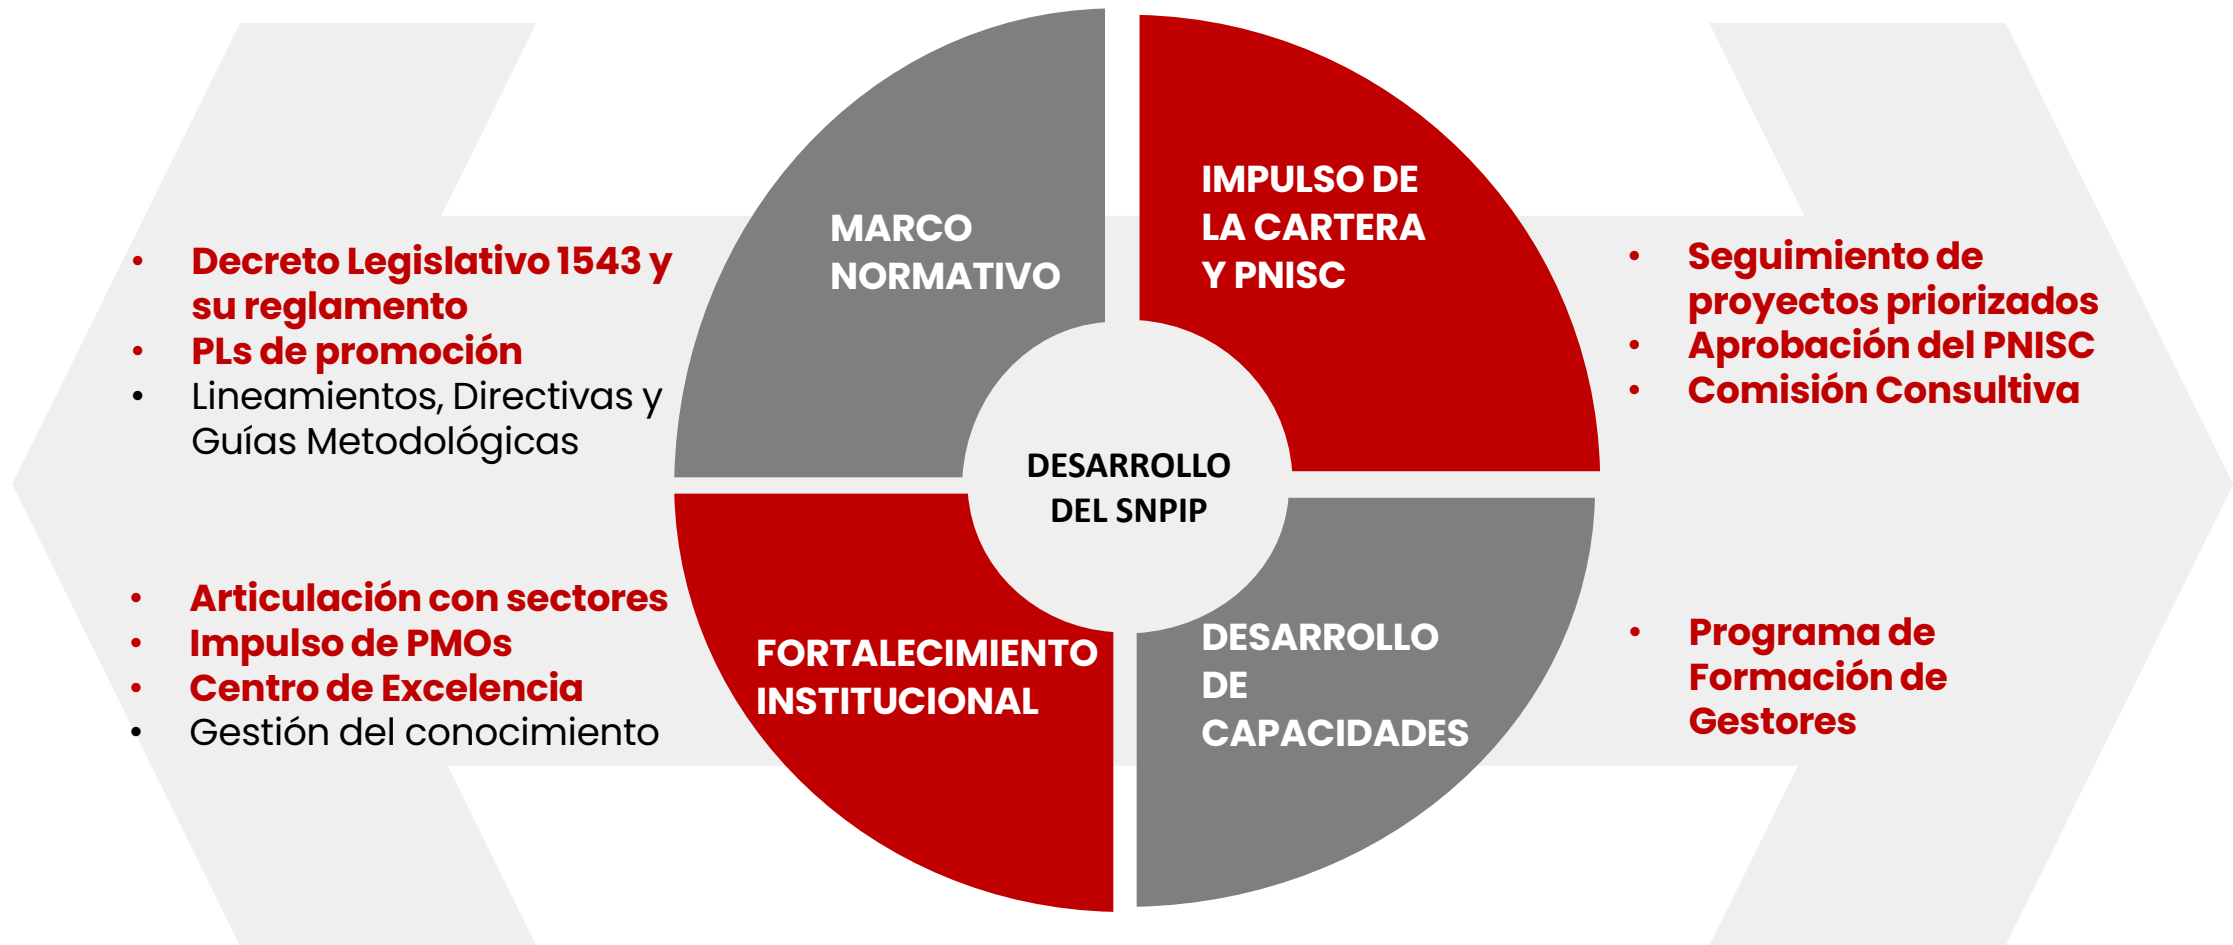 MARCO
NORMATIVO
• Decreto Legislativo 1543 y
su reglamento
• PLs de promoción
• Lineamientos, Directivas y
Guías Metodológicas
IMPULSO DE
LA CARTERA
Y PNISC
• Seguimiento de
proyectos priorizados
• Aprobación del PNISC
• Comisión Consultiva
DESARROLLO
DEL SNPIP
FORTALECIMIENTO
INSTITUCIONAL
• Articulación con sectores
• Impulso de PMOs
• Centro de Excelencia
• Gestión del conocimiento
DESARROLLO
DE
CAPACIDADES
• Programa de
Formación de
Gestores